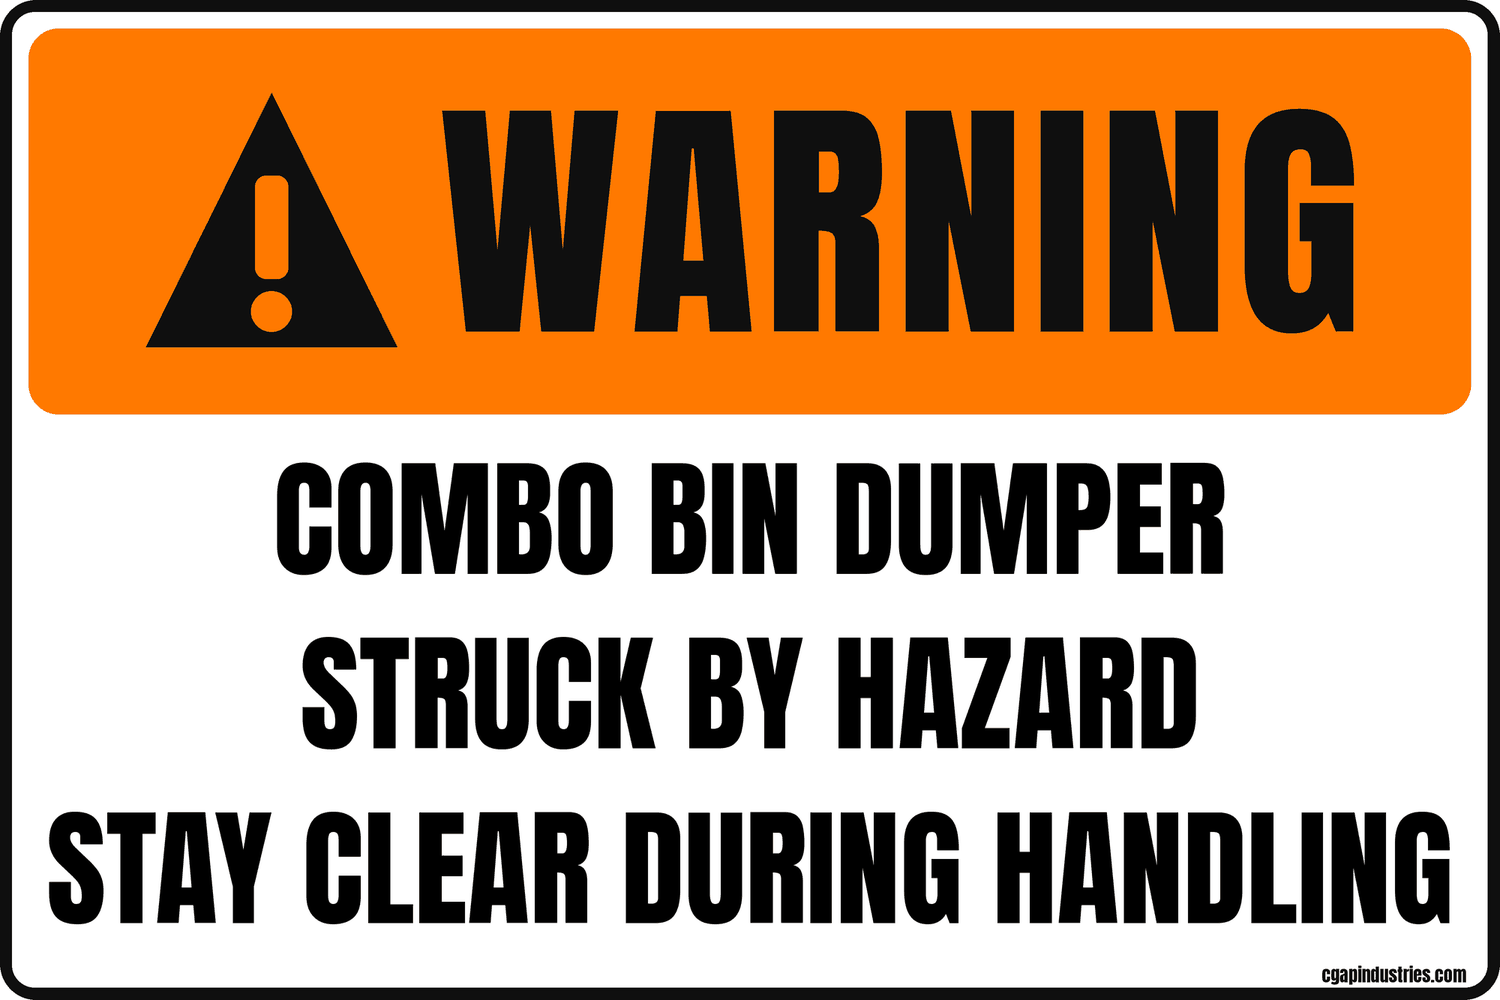 WARNING
COMBO BIN DUMPER
STRUCK BY HAZARD
STAY CLEAR DURING HANDLING
cgapindustries.com